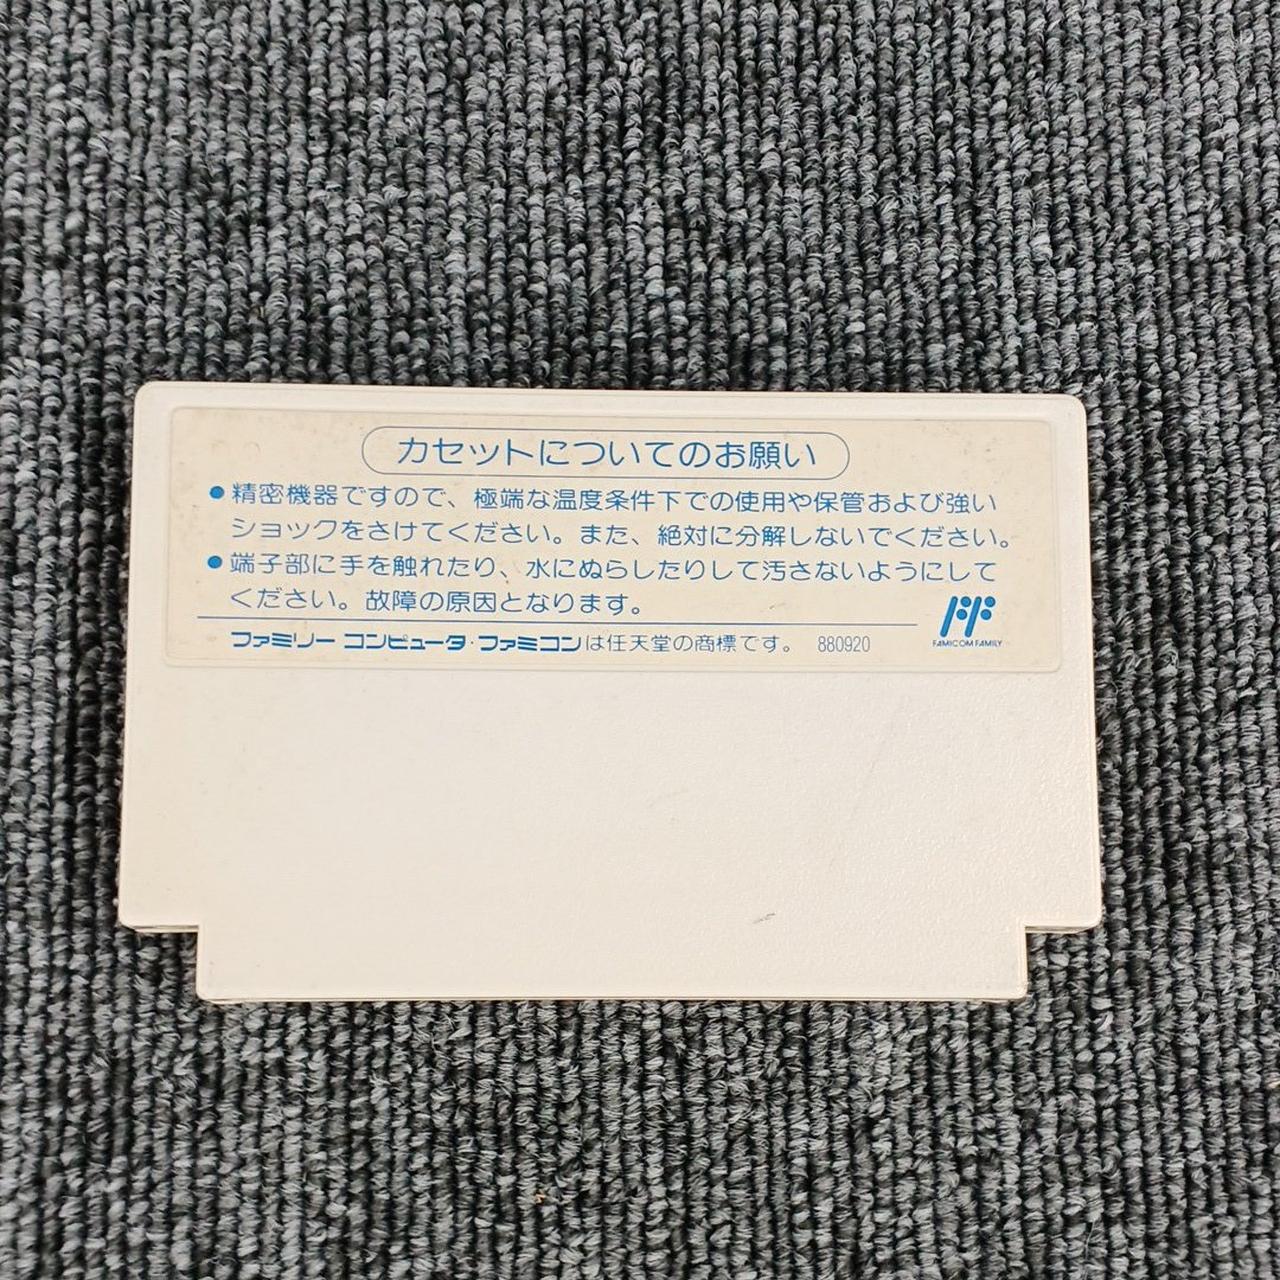 カセットについてのお願い
●精密機器ですので、極端な温度条件下での使用や保管および強い
ショックをさけてください。また、絶対に分解しないでください。
●端子部に手を触れたり、水にぬらしたりして汚さないようにして
ください。故障の原因となります。
ファミリー コンピュータ・ファミコンは任天堂の商標です。 880920
FAMICOM FAMILY